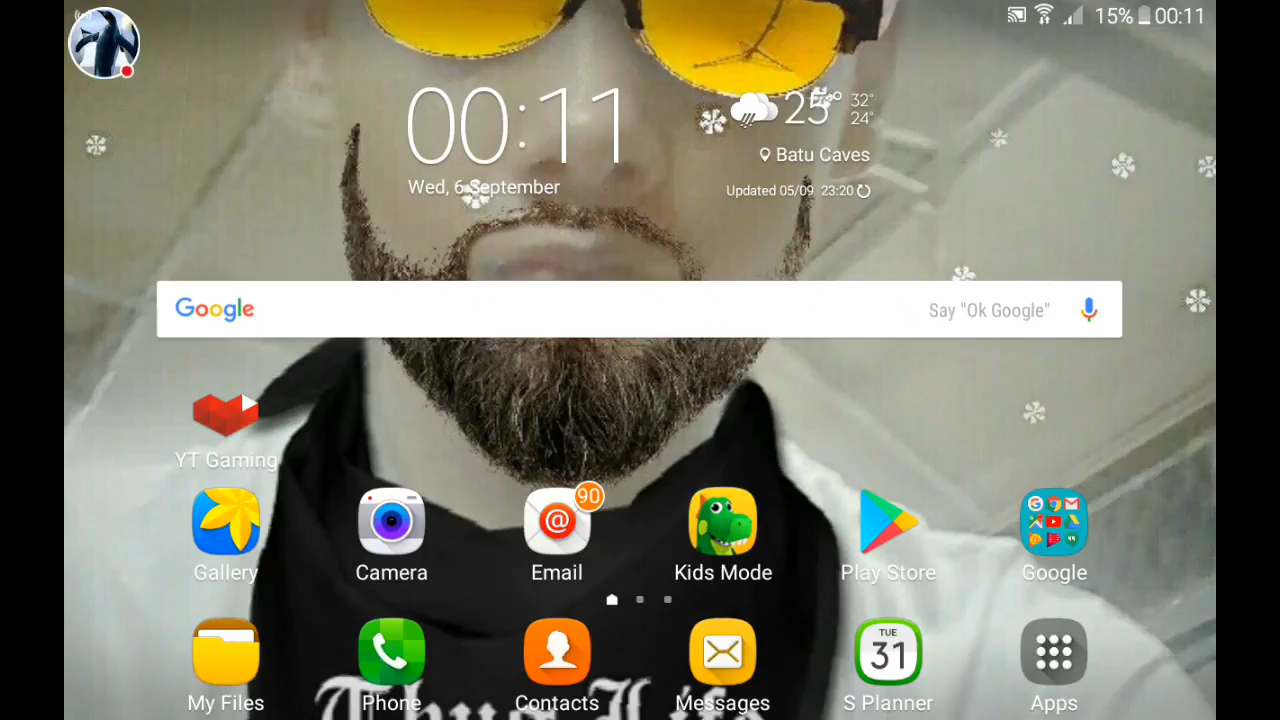 15% 00:11
00:11
25° 32°
24°
Batu Caves
Wed, 6 September
Updated 05/09 23:20
Google Say "Ok Google"
YT Gaming
90
@
Gallery Camera Email Kids Mode Play Store Google
TUE
31
My Files Phone Contacts Messages S Planner Apps
Thug Life